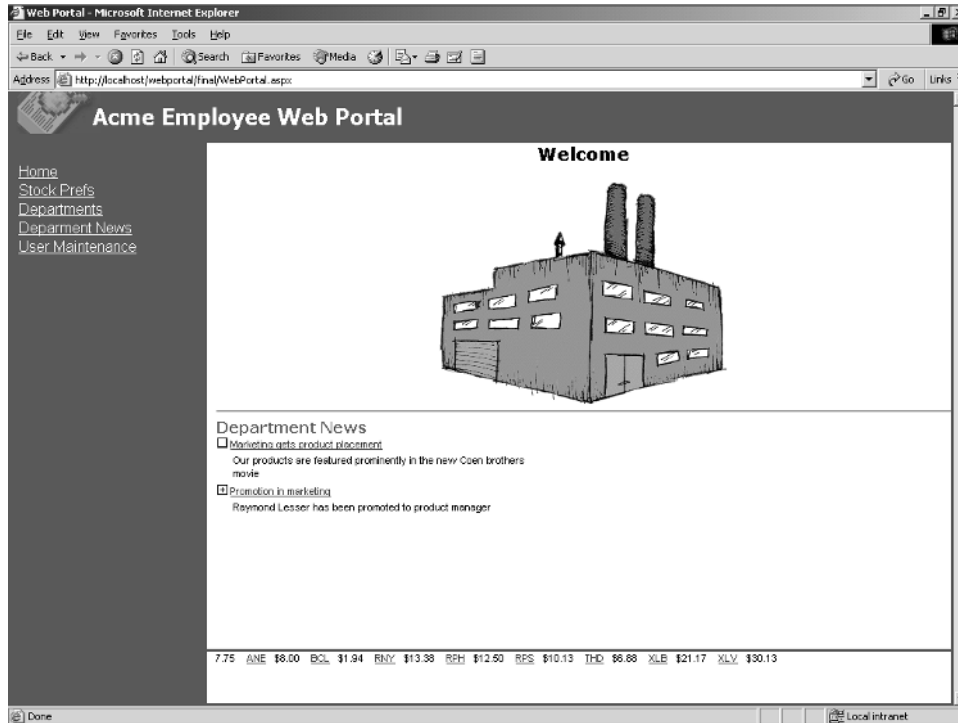 Web Portal - Microsoft Internet Explorer
File Edit View Favorites Tools Help
Back Search Favorites Media
Address http://localhost/webportal/final/WebPortal.aspx Go Links
Acme Employee Web Portal
Welcome
Home
Stock Prefs
Departments
Deparment News
User Maintenance
Department News
Marketing gets product placement
Our products are featured prominently in the new Coen brothers
movie
Promotion in marketing
Raymond Lesser has been promoted to product manager
7.75 ANE $8.00 BCL $1.94 RNY $13.38 RPH $12.50 RPS $10.13 THD $6.88 XLB $21.17 XLV $30.13
Done Local intranet